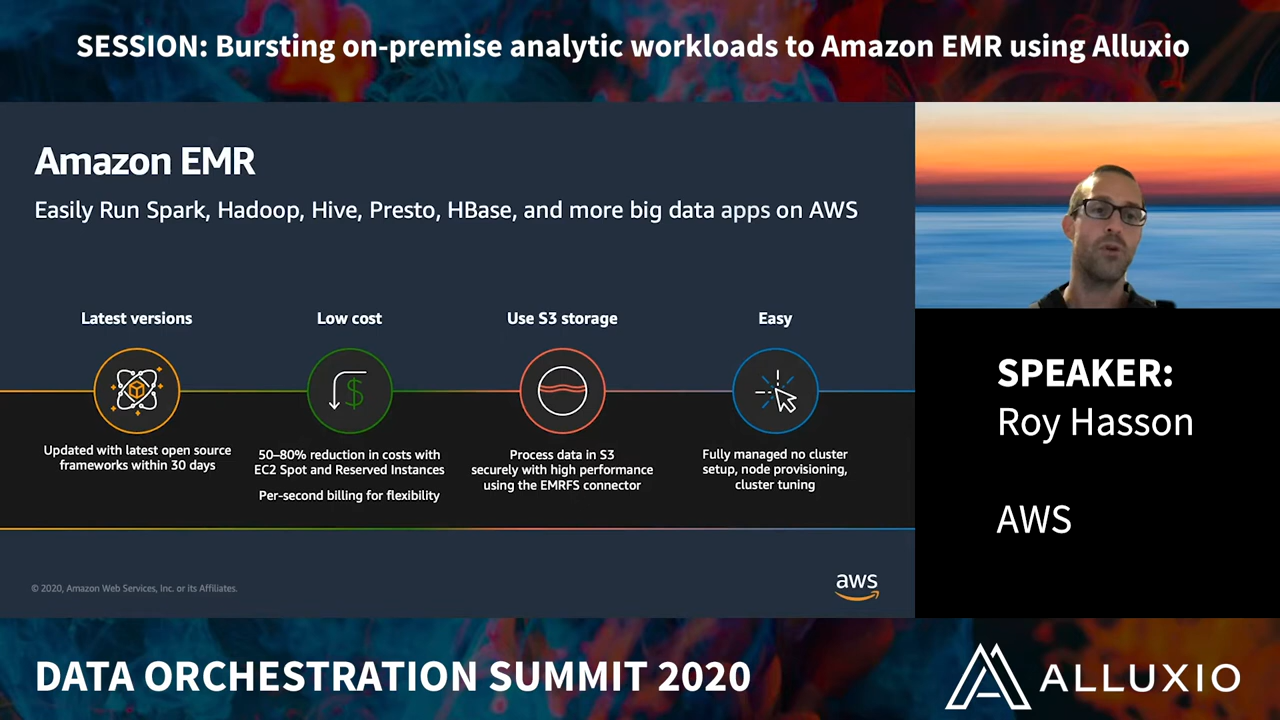 SESSION: Bursting on-premise analytic workloads to Amazon EMR using Alluxio
Amazon EMR
Easily Run Spark, Hadoop, Hive, Presto, HBase, and more big data apps on AWS
Latest versions
Updated with latest open source
frameworks within 30 days
Low cost
$
50–80% reduction in costs with
EC2 Spot and Reserved Instances
Per-second billing for flexibility
Use S3 storage
Process data in S3
securely with high performance
using the EMRFS connector
Easy
Fully managed no cluster
setup, node provisioning,
cluster tuning
© 2020, Amazon Web Services, Inc. or its Affiliates.
aws
SPEAKER:
Roy Hasson
AWS
DATA ORCHESTRATION SUMMIT 2020
ALLUXIO